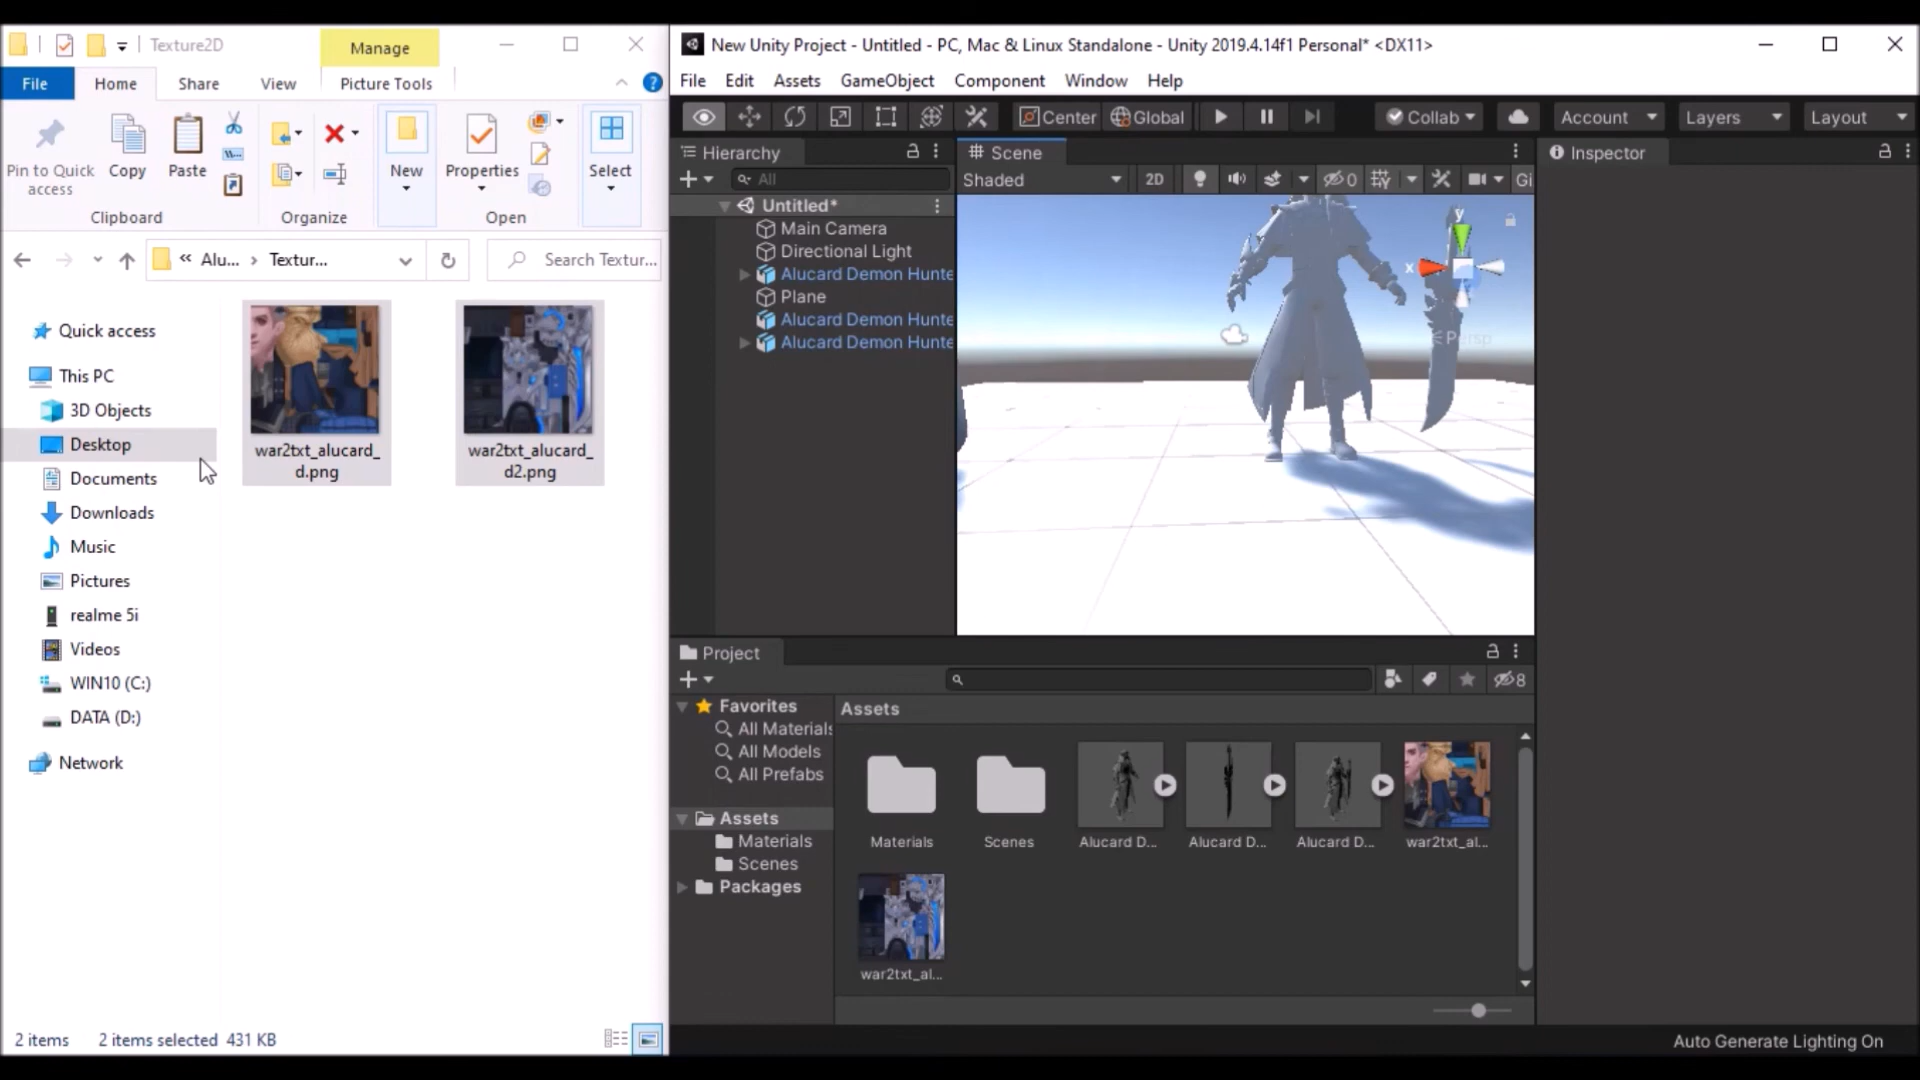 Texture2D
Manage
File
Home
Share
View
Picture Tools
Pin to Quick access
Copy
Paste
New
Properties
Select
Clipboard
Organize
Open
« Alu... › Textur...
Search Textur...
Quick access
This PC
3D Objects
Desktop
Documents
Downloads
Music
Pictures
realme 5i
Videos
WIN10 (C:)
DATA (D:)
Network
war2txt_alucard_
d.png
war2txt_alucard_
d2.png
2 items
2 items selected 431 KB
New Unity Project - Untitled - PC, Mac & Linux Standalone - Unity 2019.4.14f1 Personal* <DX11>
File Edit Assets GameObject Component Window Help
Center
Global
Collab
Account
Layers
Layout
Hierarchy
All
Untitled*
Main Camera
Directional Light
Alucard Demon Hunte
Plane
Alucard Demon Hunte
Alucard Demon Hunte
Scene
Shaded
2D
0
Gi
y
x
Persp
Inspector
Project
8
Favorites
All Materials
All Models
All Prefabs
Assets
Materials
Scenes
Packages
Assets
Materials
Scenes
Alucard D...
Alucard D...
Alucard D...
war2txt_al...
war2txt_al...
Auto Generate Lighting On